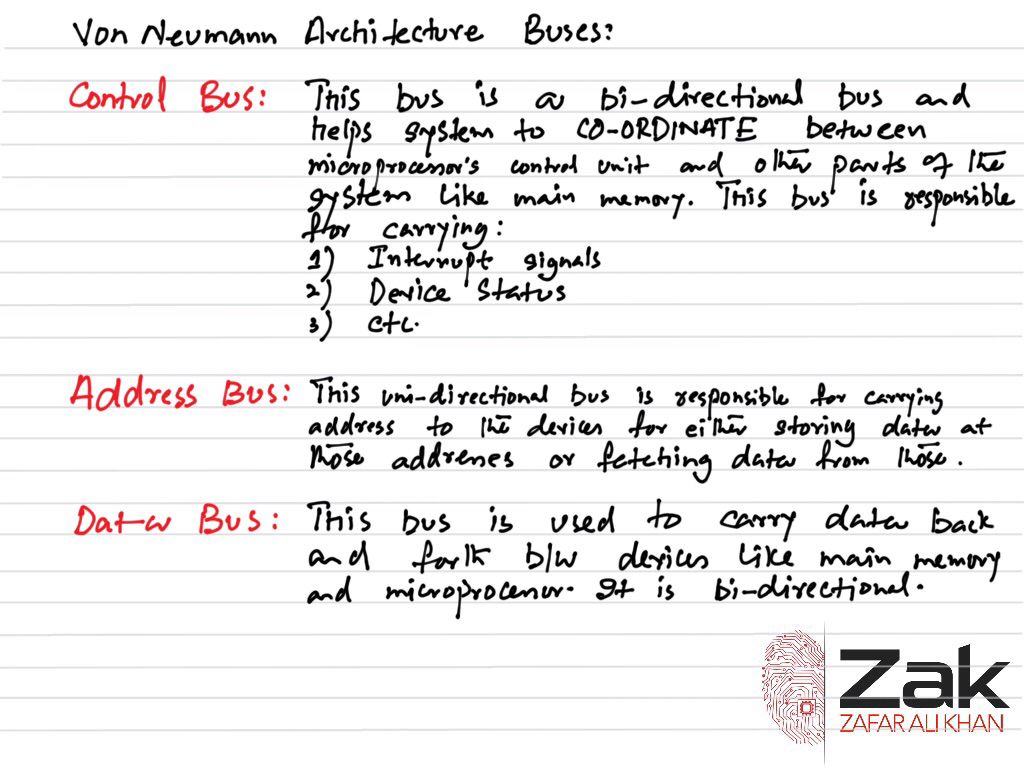 Von Neumann Architecture Buses:
Control Bus: This bus is a bi-directional bus and
helps system to CO-ORDINATE between
microprocessor's control unit and other parts of the
system like main memory. This bus is responsible
for carrying:
1) Interrupt signals
2) Device Status
3) etc.
Address Bus: This uni-directional bus is responsible for carrying
address to the devices for either storing data at
those addresses or fetching data from those.
Data Bus: This bus is used to carry data back
and forth b/w devices like main memory
and microprocessor. It is bi-directional.
Zak
ZAFAR ALI KHAN